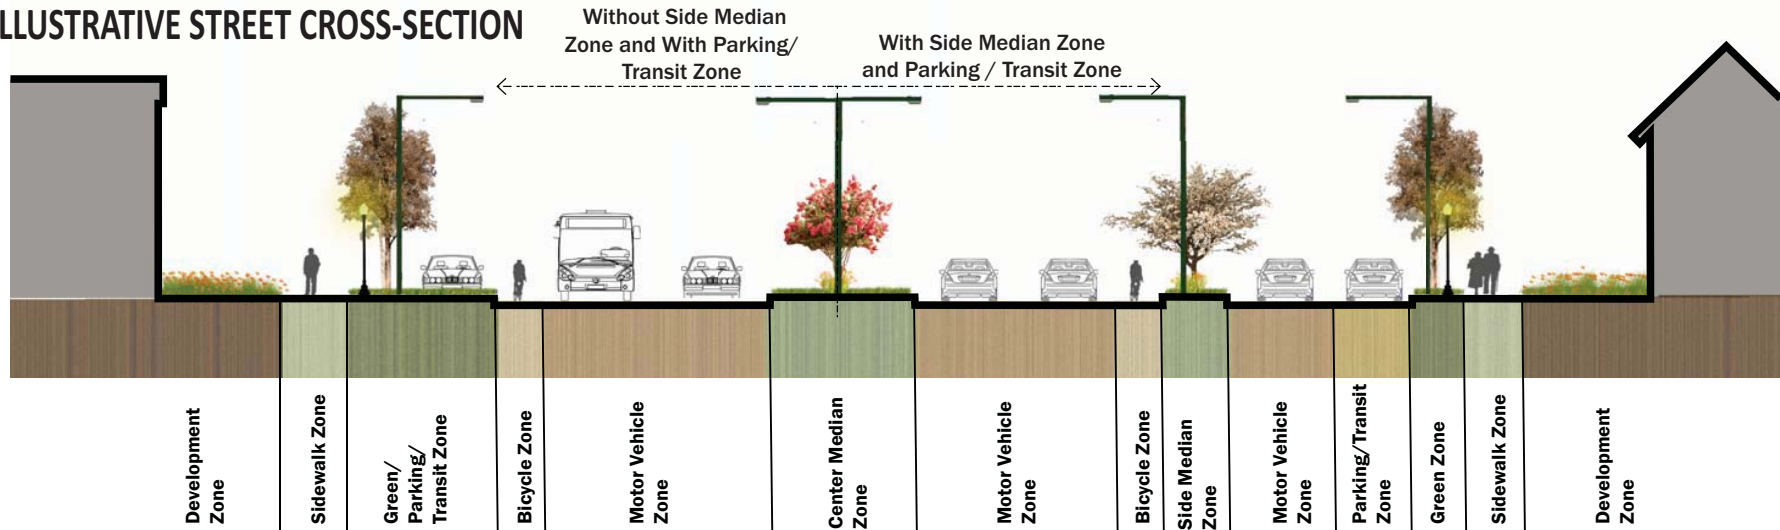 LLUSTRATIVE STREET CROSS-SECTION
Without Side Median
Zone and With Parking/
Transit Zone
With Side Median Zone
and Parking / Transit Zone
Development
Zone
Sidewalk Zone
Green/
Parking/
Transit Zone
Bicycle Zone
Motor Vehicle
Zone
Center Median
Zone
Motor Vehicle
Zone
Bicycle Zone
Side Median
Zone
Motor Vehicle
Zone
Parking/Transit
Zone
Green Zone
Sidewalk Zone
Development
Zone